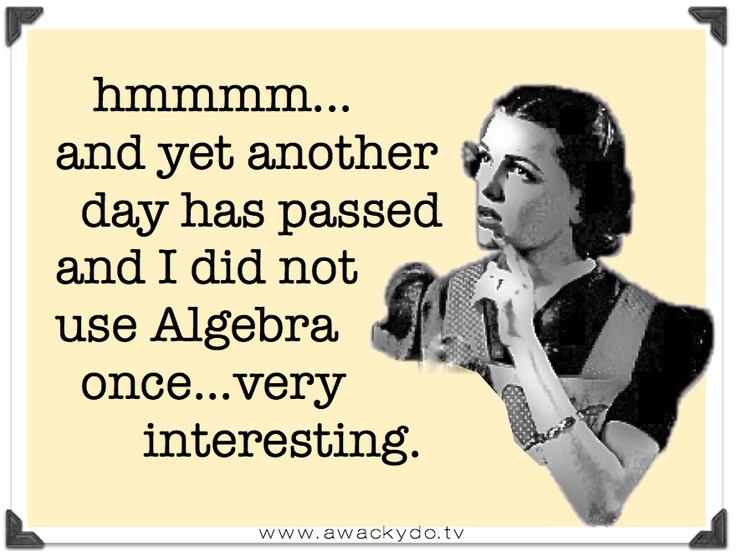 hmmmm...
and yet another
day has passed
and I did not
use Algebra
once...very
interesting.
www.awackydo.tv